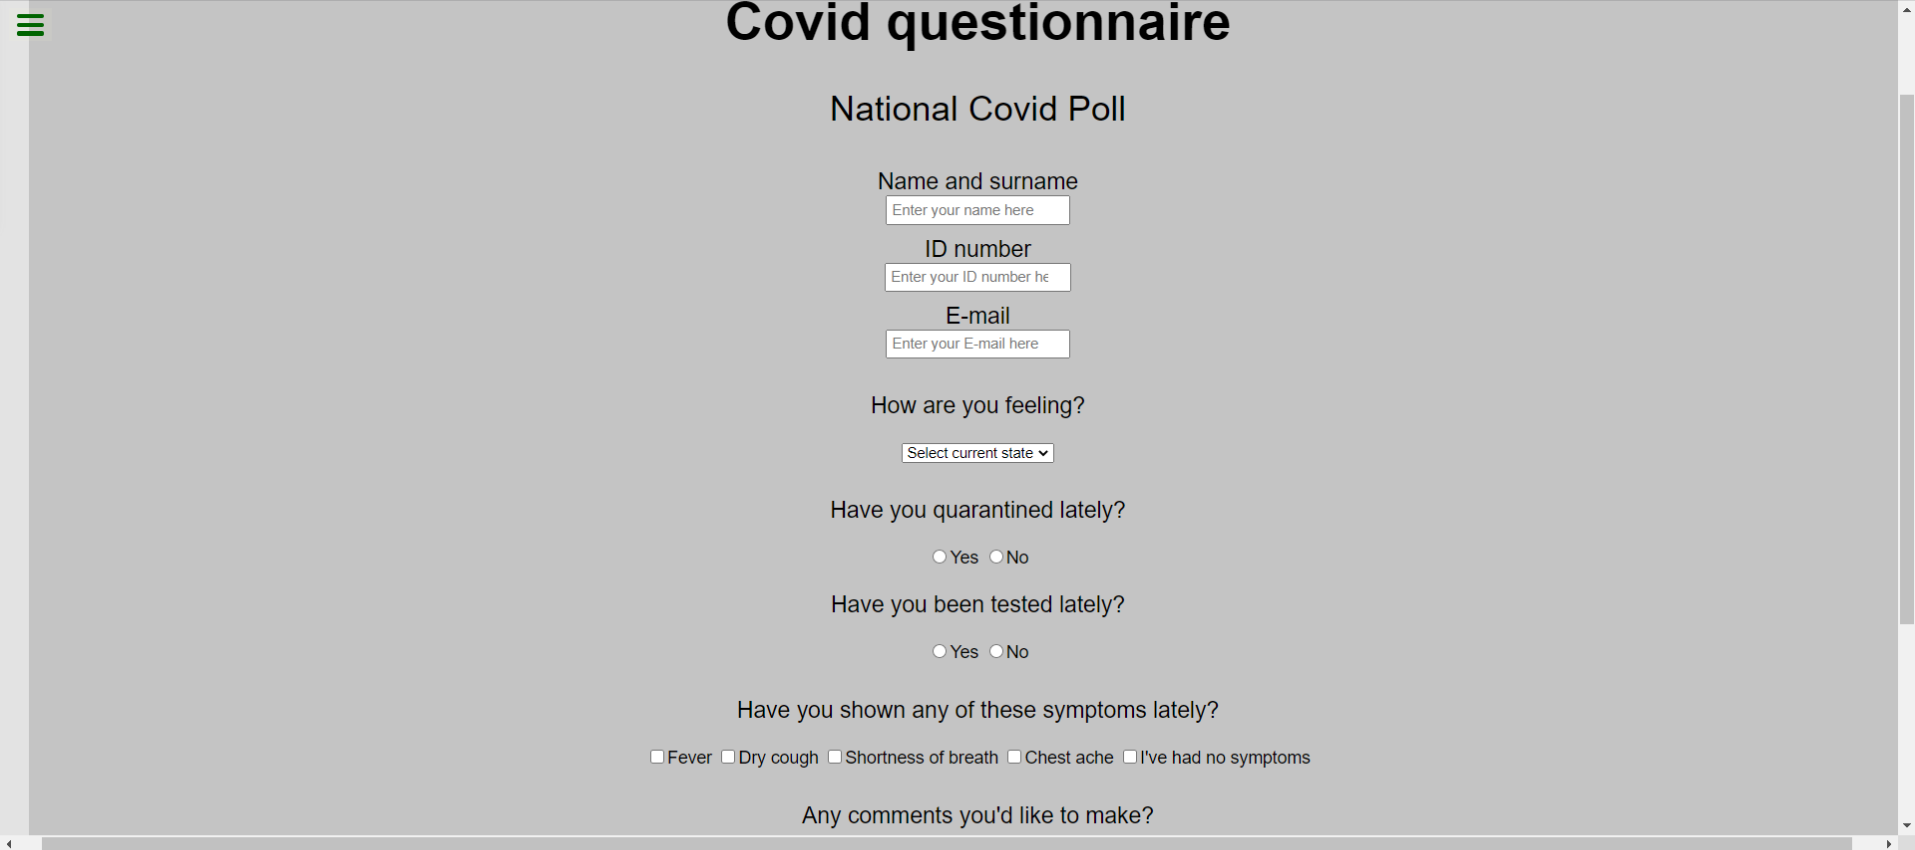 Covid questionnaire
National Covid Poll
Name and surname
Enter your name here
ID number
Enter your ID number he
E-mail
Enter your E-mail here
How are you feeling?
Select current state
Have you quarantined lately?
Yes No
Have you been tested lately?
Yes No
Have you shown any of these symptoms lately?
Fever Dry cough Shortness of breath Chest ache I've had no symptoms
Any comments you'd like to make?